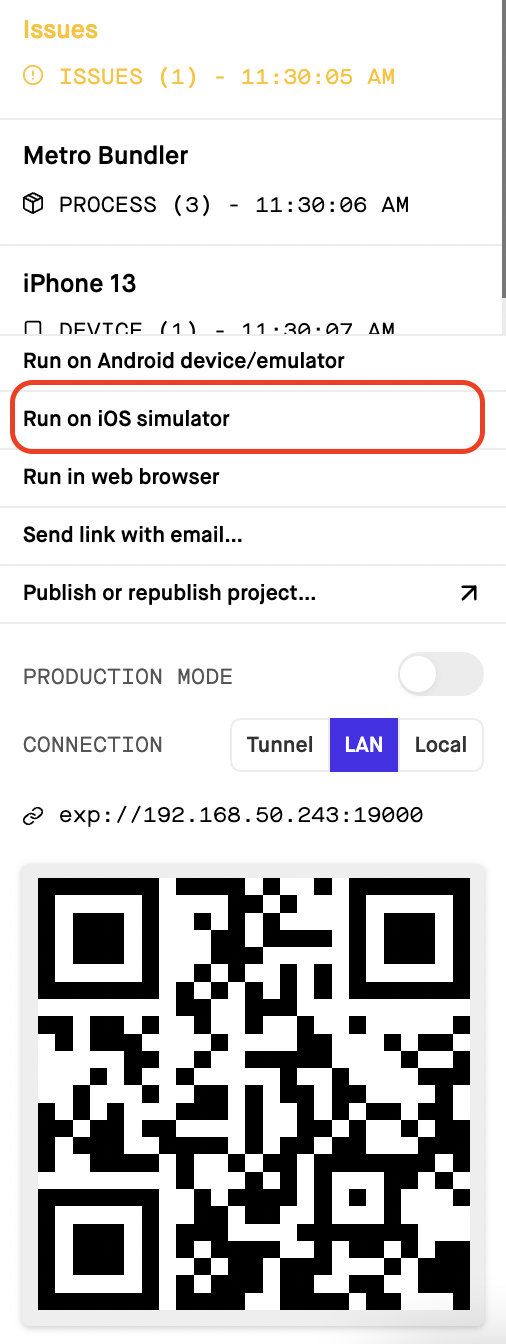 Issues
ISSUES (1) - 11:30:05 AM
Metro Bundler
PROCESS (3) - 11:30:06 AM
iPhone 13
DEVICE (1) - 11:30:07 AM
Run on Android device/emulator
Run on iOS simulator
Run in web browser
Send link with email...
Publish or republish project...
PRODUCTION MODE
CONNECTION Tunnel LAN Local
exp://192.168.50.243:19000